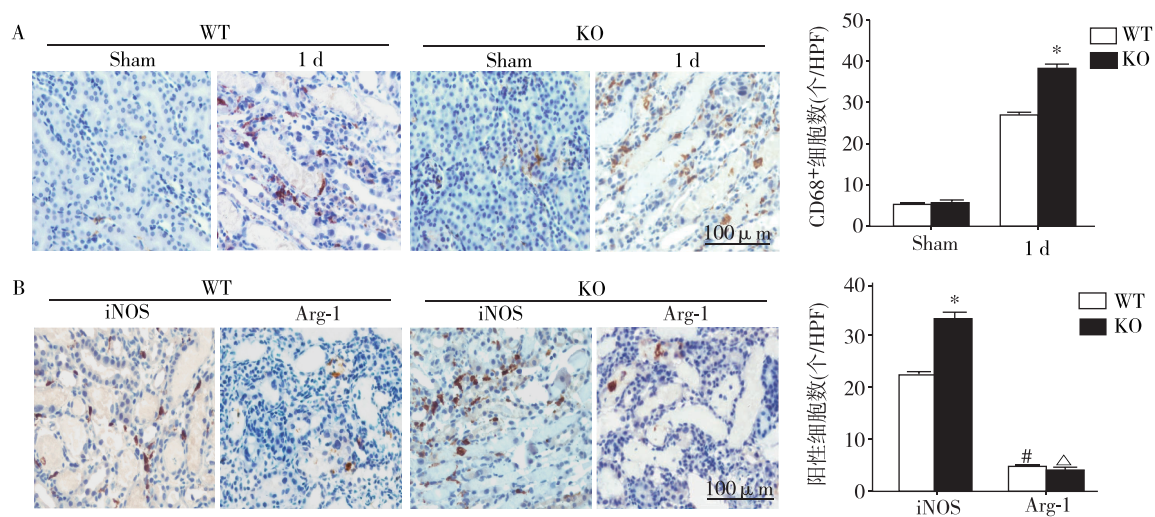 A
WT
KO
Sham
1 d
Sham
1 d
100 μm
CD68+细胞数(个/HPF)
50
40
30
20
10
0
*
WT
KO
Sham
1 d
B
WT
KO
iNOS
Arg-1
iNOS
Arg-1
100 μm
阳性细胞数(个/HPF)
40
30
20
10
0
*
#
△
WT
KO
iNOS
Arg-1